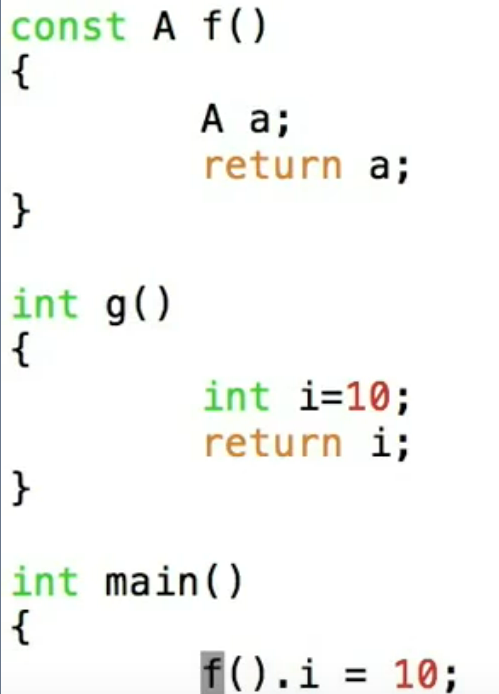 const A f()
{
A a;
return a;
}
int g()
{
int i=10;
return i;
}
int main()
{
f().i = 10;